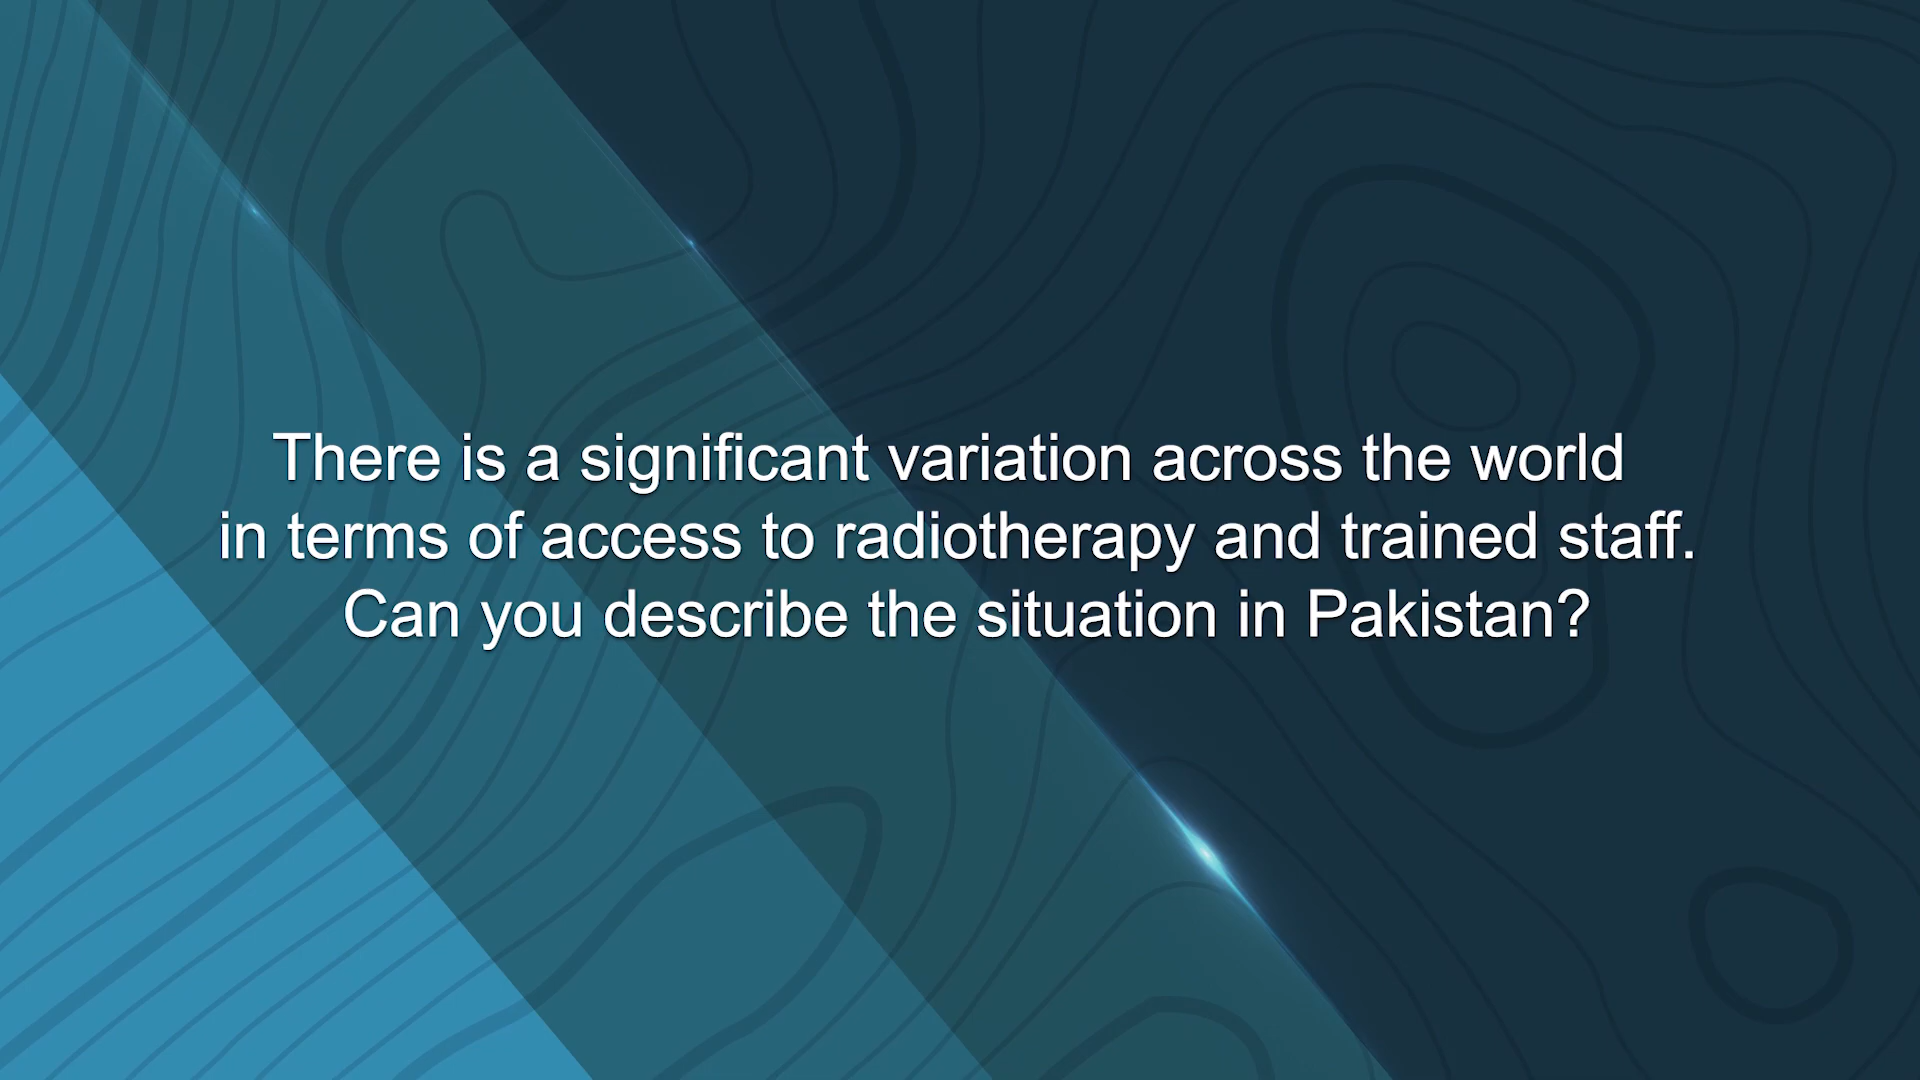 There is a significant variation across the world
in terms of access to radiotherapy and trained staff.
Can you describe the situation in Pakistan?